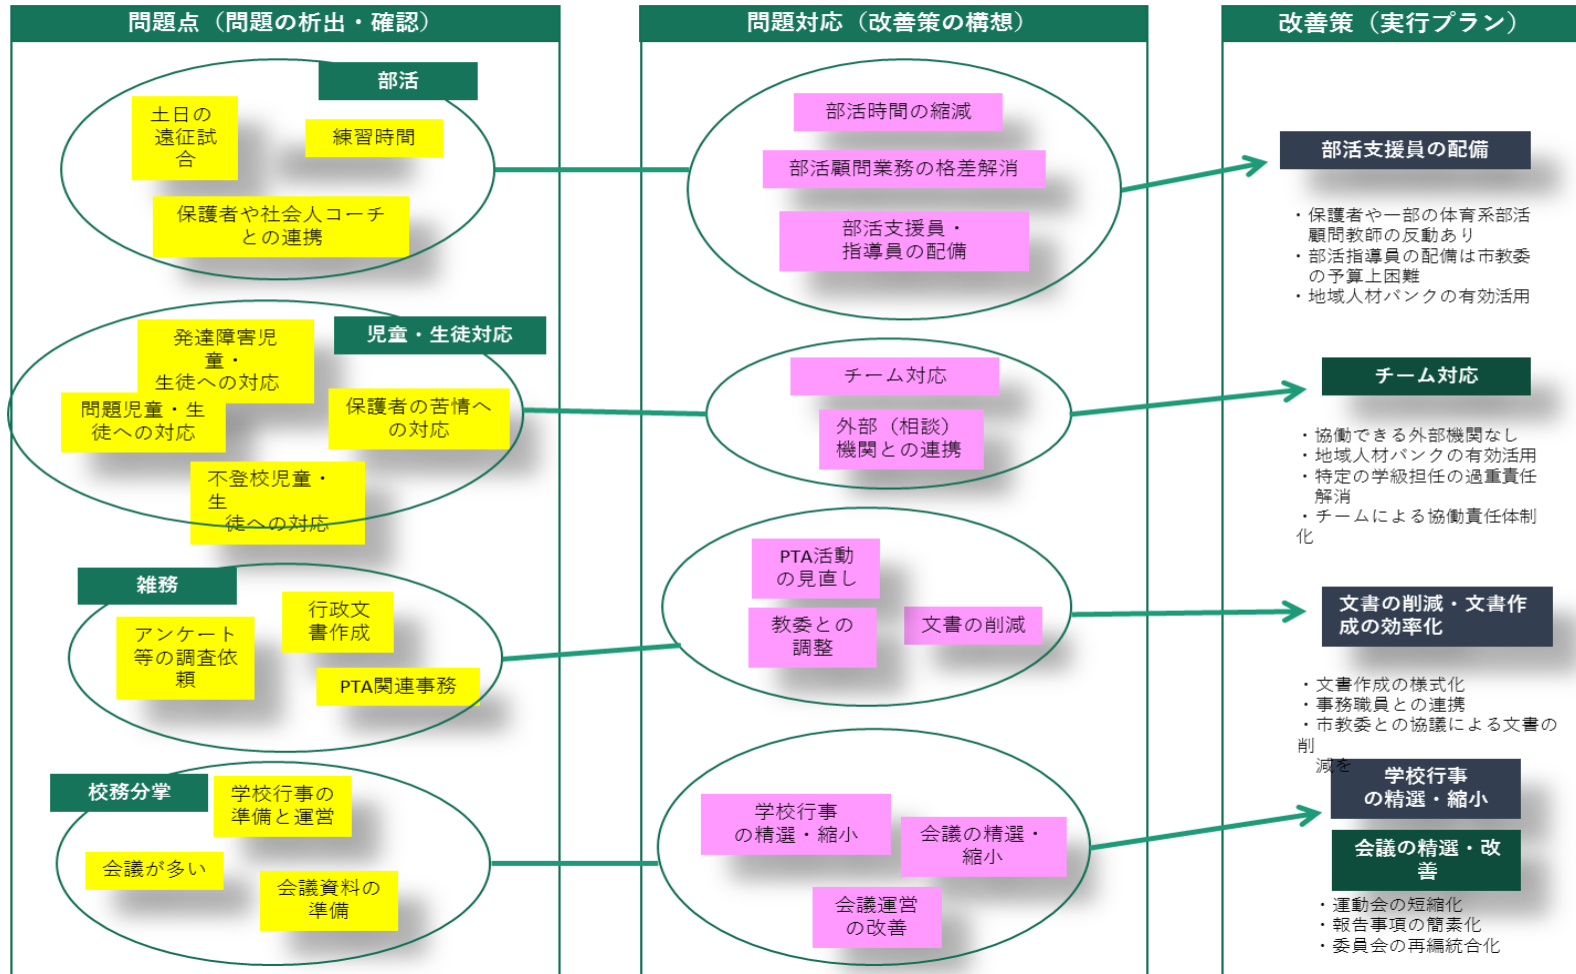 問題点（問題の析出・確認）
部活
土日の
遠征試
合
練習時間
保護者や社会人コーチ
との連携
児童・生徒対応
発達障害児
童・
生徒への対応
問題児童・生
徒への対応
保護者の苦情へ
の対応
不登校児童・
生
徒への対応
雑務
アンケート
等の調査依
頼
行政文
書作成
PTA関連事務
校務分掌
学校行事の
準備と運営
会議が多い
会議資料の
準備
問題対応（改善策の構想）
部活時間の縮減
部活顧問業務の格差解消
部活支援員・
指導員の配備
チーム対応
外部（相談）
機関との連携
PTA活動
の見直し
教委との
調整
文書の削減
学校行事
の精選・縮小
会議の精選・
縮小
会議運営
の改善
改善策（実行プラン）
部活支援員の配備
・保護者や一部の体育系部活
顧問教師の反動あり
・部活指導員の配備は市教委
の予算上困難
・地域人材バンクの有効活用
チーム対応
・協働できる外部機関なし
・地域人材バンクの有効活用
・特定の学級担任の過重責任
解消
・チームによる協働責任体制
化
文書の削減・文書作
成の効率化
・文書作成の様式化
・事務職員との連携
・市教委との協議による文書の
削
減を
学校行事
の精選・縮小
会議の精選・改
善
・運動会の短縮化
・報告事項の簡素化
・委員会の再編統合化